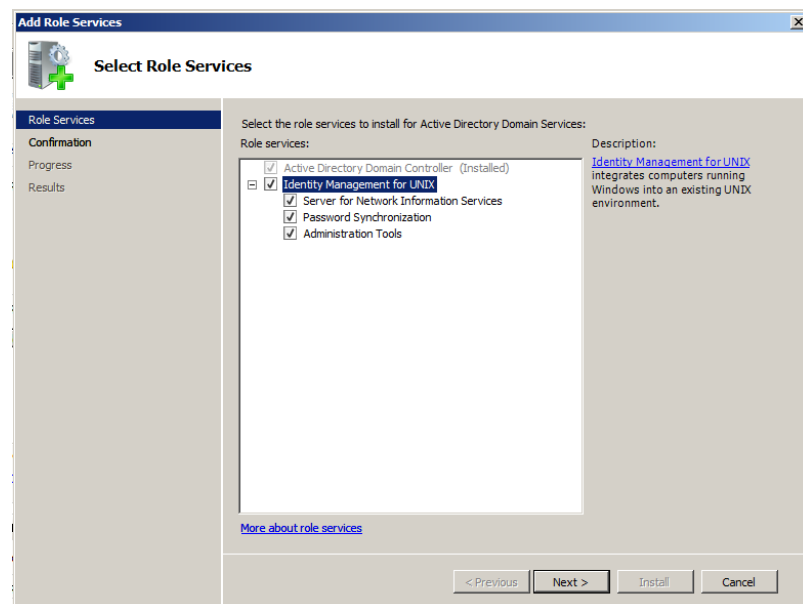 Add Role Services
Select Role Services
Role Services
Confirmation
Progress
Results
Select the role services to install for Active Directory Domain Services:
Role services:
Active Directory Domain Controller (Installed)
Identity Management for UNIX
Server for Network Information Services
Password Synchronization
Administration Tools
More about role services
Description:
Identity Management for UNIX
integrates computers running
Windows into an existing UNIX
environment.
< Previous
Next >
Install
Cancel